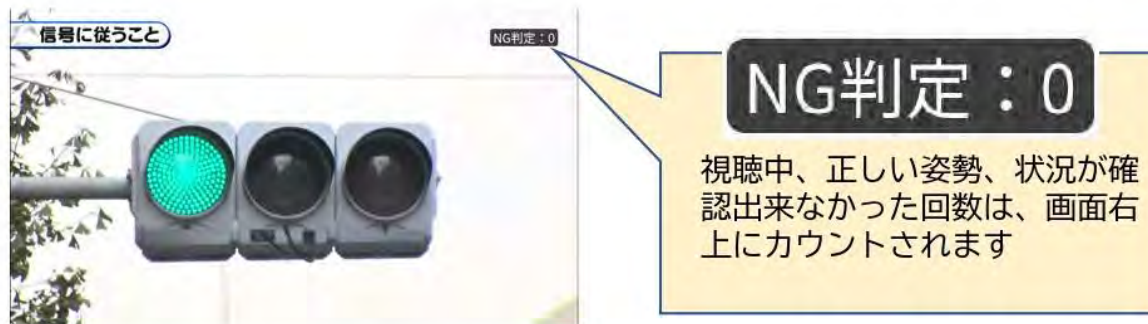 信号に従うこと
NG判定：0
NG判定：0
視聴中、正しい姿勢、状況が確
認出来なかった回数は、画面右
上にカウントされます